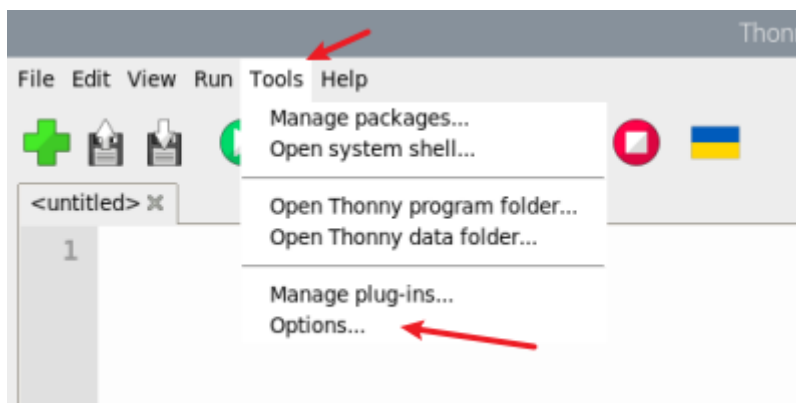 Thonn
File Edit View Run Tools Help
Manage packages...
Open system shell...
<untitled>
Open Thonny program folder...
Open Thonny data folder...
1
Manage plug-ins...
Options...